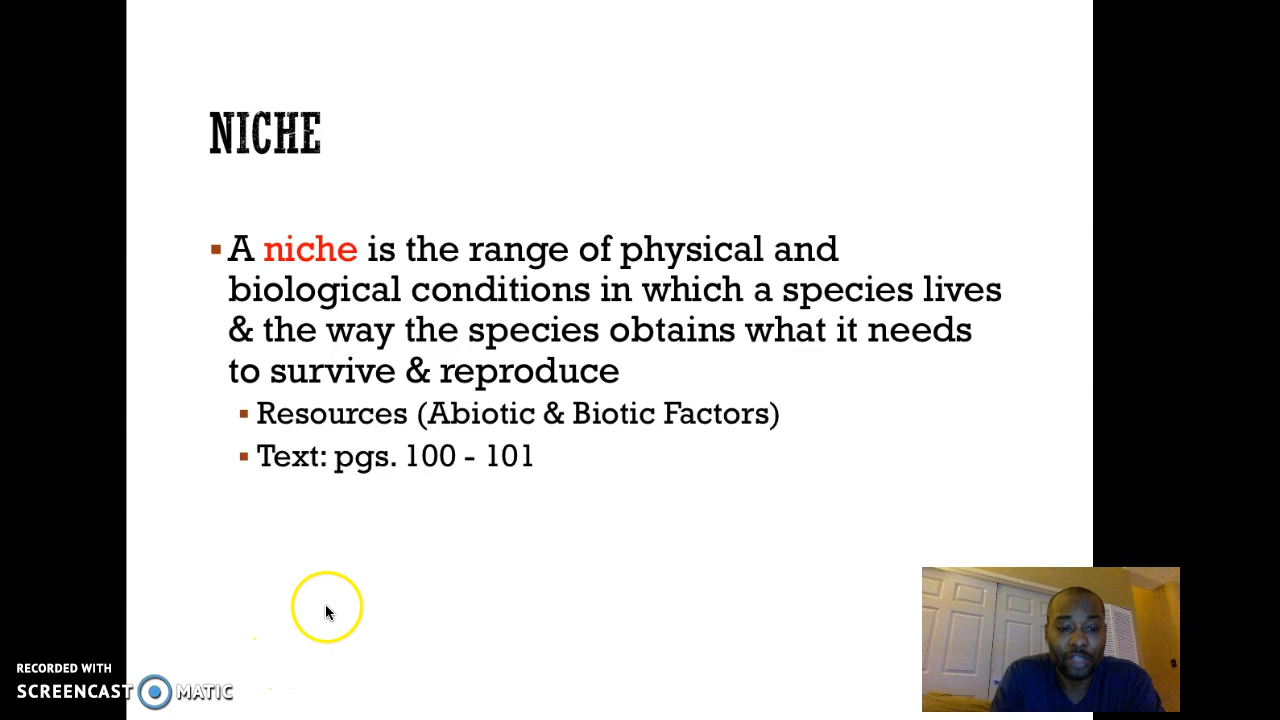 NICHE
A niche is the range of physical and
biological conditions in which a species lives
& the way the species obtains what it needs
to survive & reproduce
Resources (Abiotic & Biotic Factors)
Text: pgs. 100 - 101
RECORDED WITH
SCREENCAST MATIC